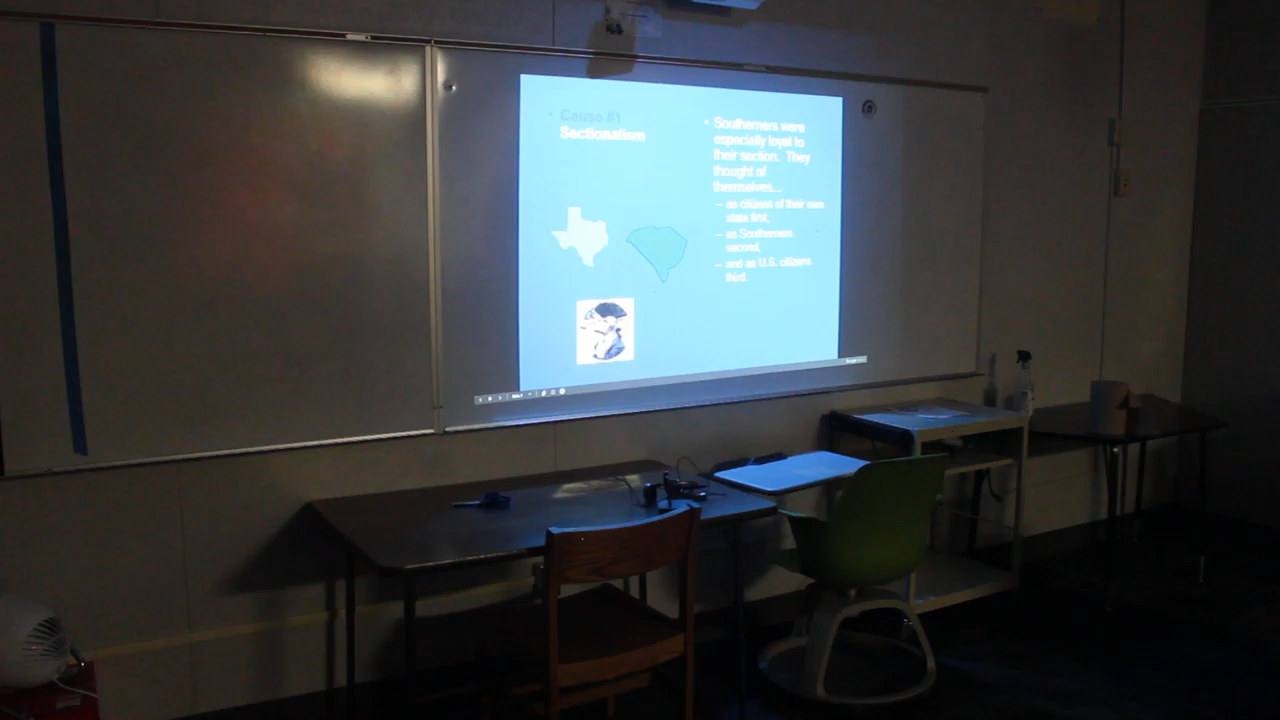 Cause #1
Sectionalism
• Southerners were
especially loyal to
their section. They
thought of
themselves...
– as citizens of their own
state first,
– as Southerners
second,
– and as U.S. citizens
third.
Google